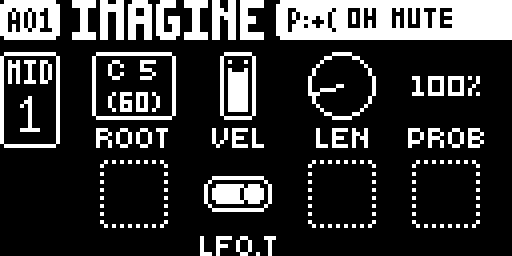 A01 IMAGINE P:+( OH MUTE
MID C 5 100%
1 (60)
ROOT VEL LEN PROB
LFO.T